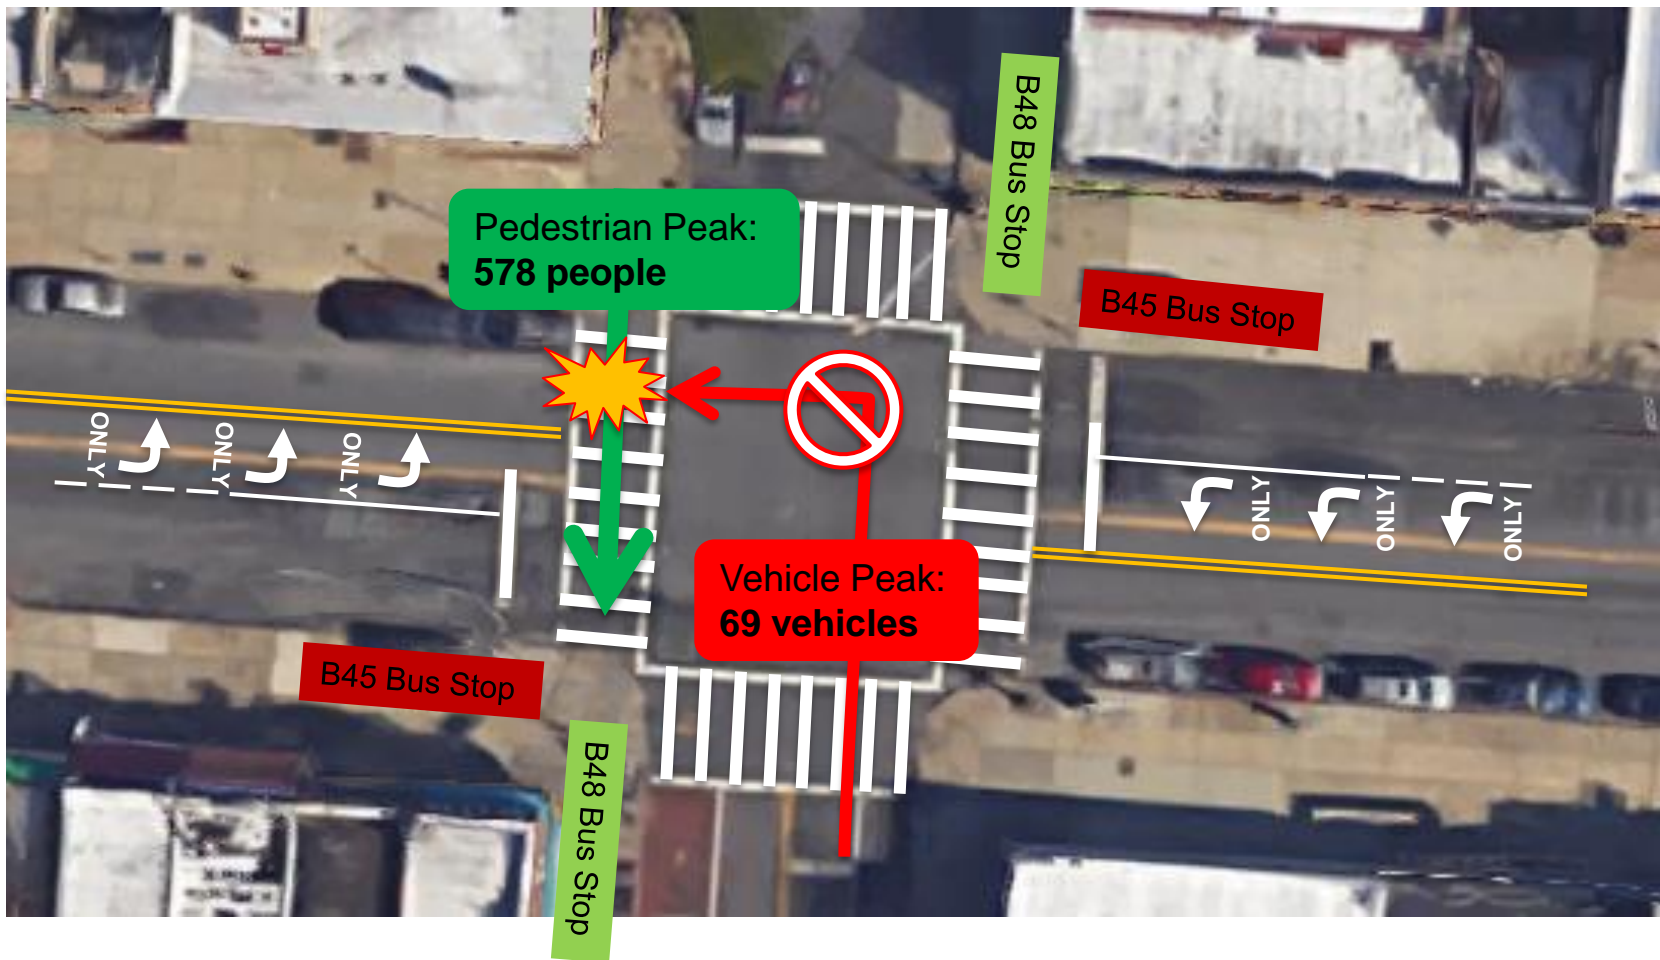 B48 Bus Stop
Pedestrian Peak:
578 people
B45 Bus Stop
ONLY
ONLY
ONLY
ONLY
ONLY
ONLY
Vehicle Peak:
69 vehicles
B45 Bus Stop
B48 Bus Stop